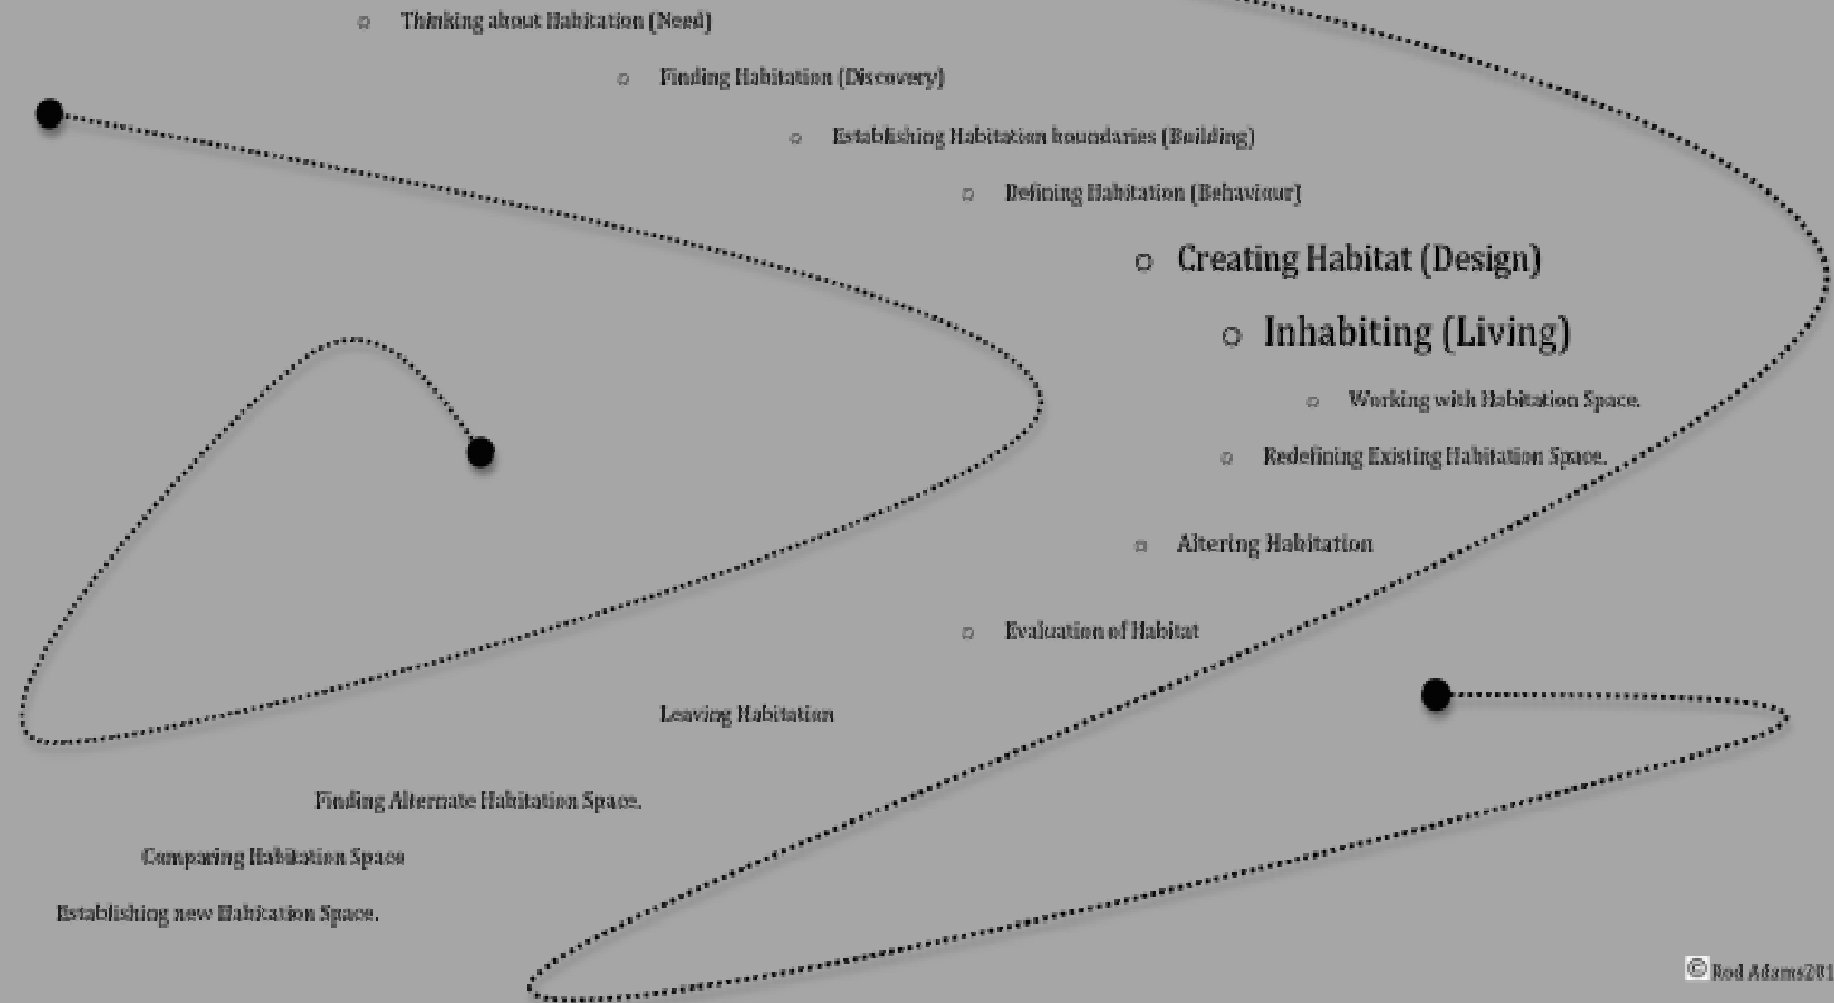 Thinking about Habitation (Need)
Finding Habitation (Discovery)
Establishing Habitation boundaries (Building)
Defining Habitation (Behaviour)
Creating Habitat (Design)
Inhabiting (Living)
Working with Habitation Space.
Redefining Existing Habitation Space.
Altering Habitation
Evaluation of Habitat
Leaving Habitation
Finding Alternate Habitation Space.
Comparing Habitation Space
Establishing new Habitation Space.
© Rod Adams201